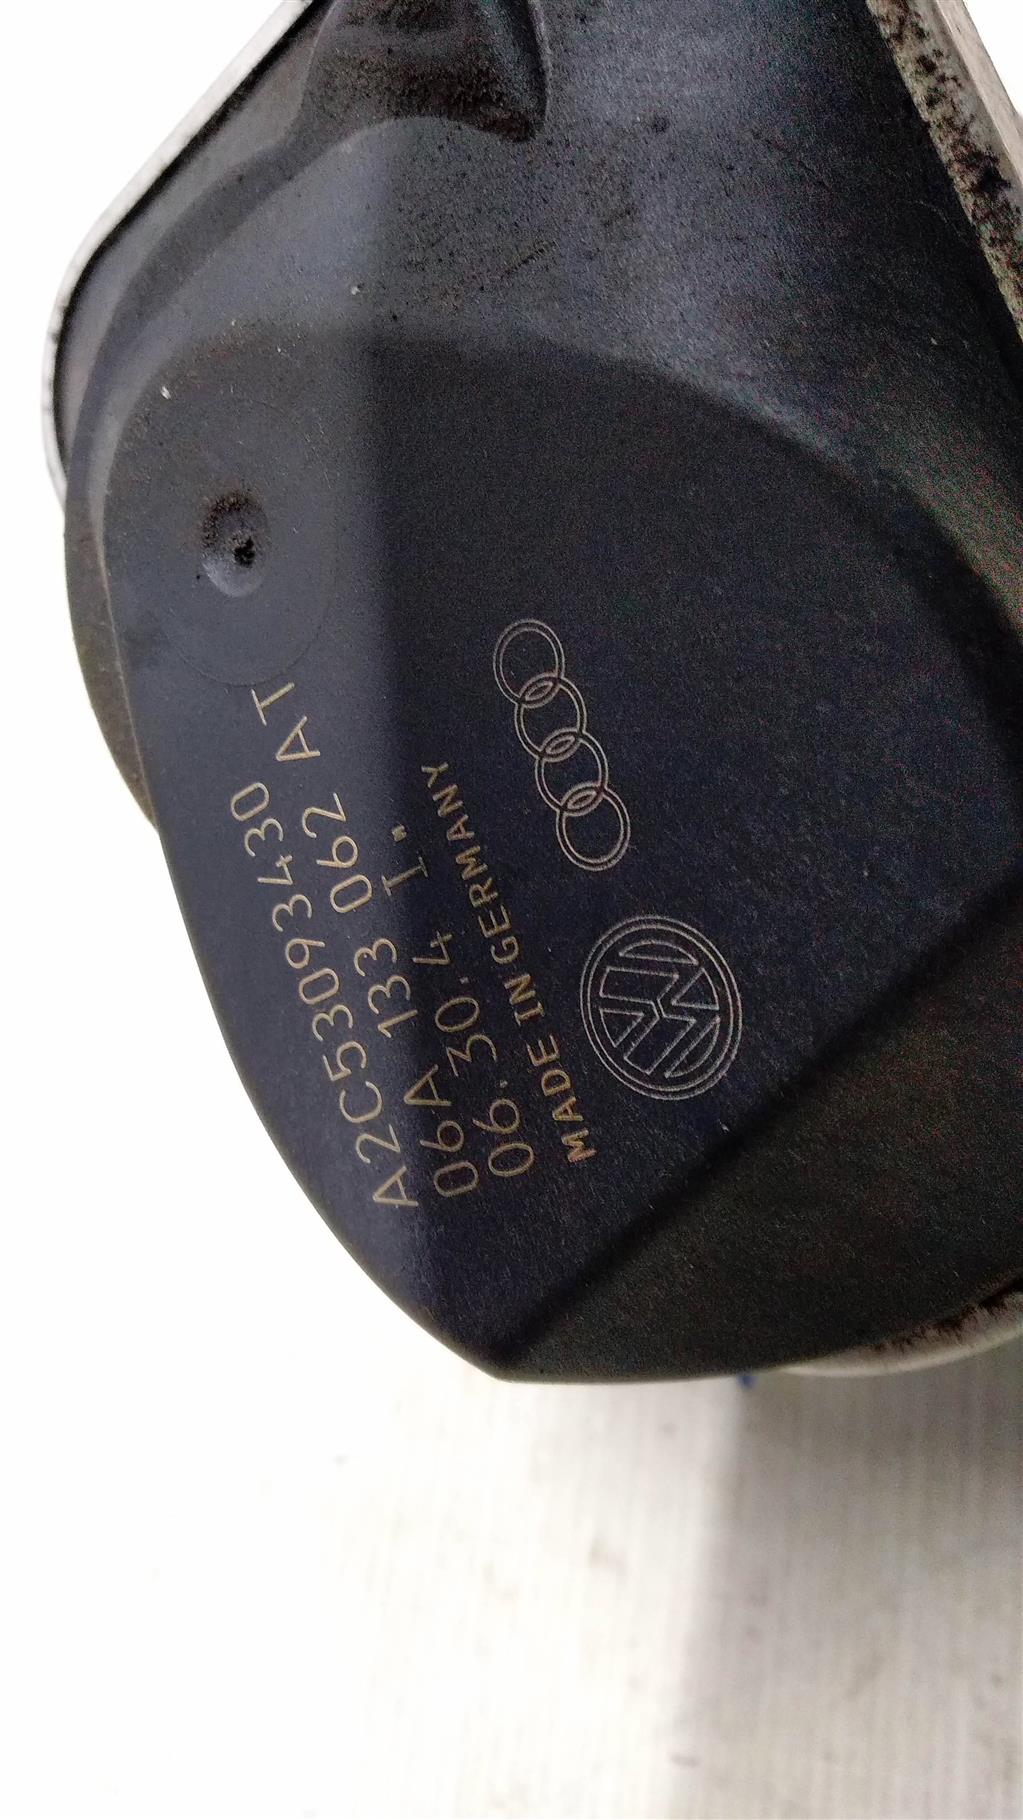 A2C53093430
06A 133 062 AT
06.30.4 I."
MADE IN GERMANY